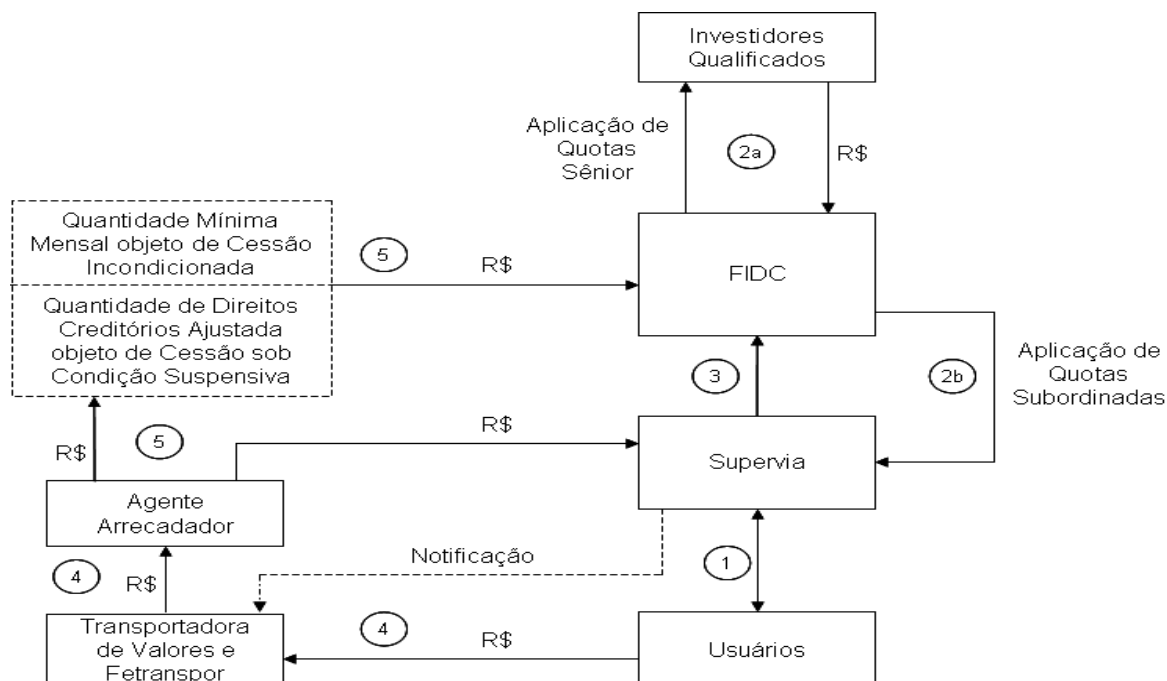 Investidores
Qualificados
Aplicação de
Quotas
Sênior
2a
R$
Quantidade Mínima
Mensal objeto de Cessão
Incondicionada
5
R$
FIDC
Quantidade de Direitos
Creditórios Ajustada
objeto de Cessão sob
Condição Suspensiva
3
2b
Aplicação de
Quotas
Subordinadas
R$
5
R$
Supervia
Agente
Arrecadador
Notificação
1
4
R$
Transportadora
de Valores e
Fetranspor
4
R$
Usuários